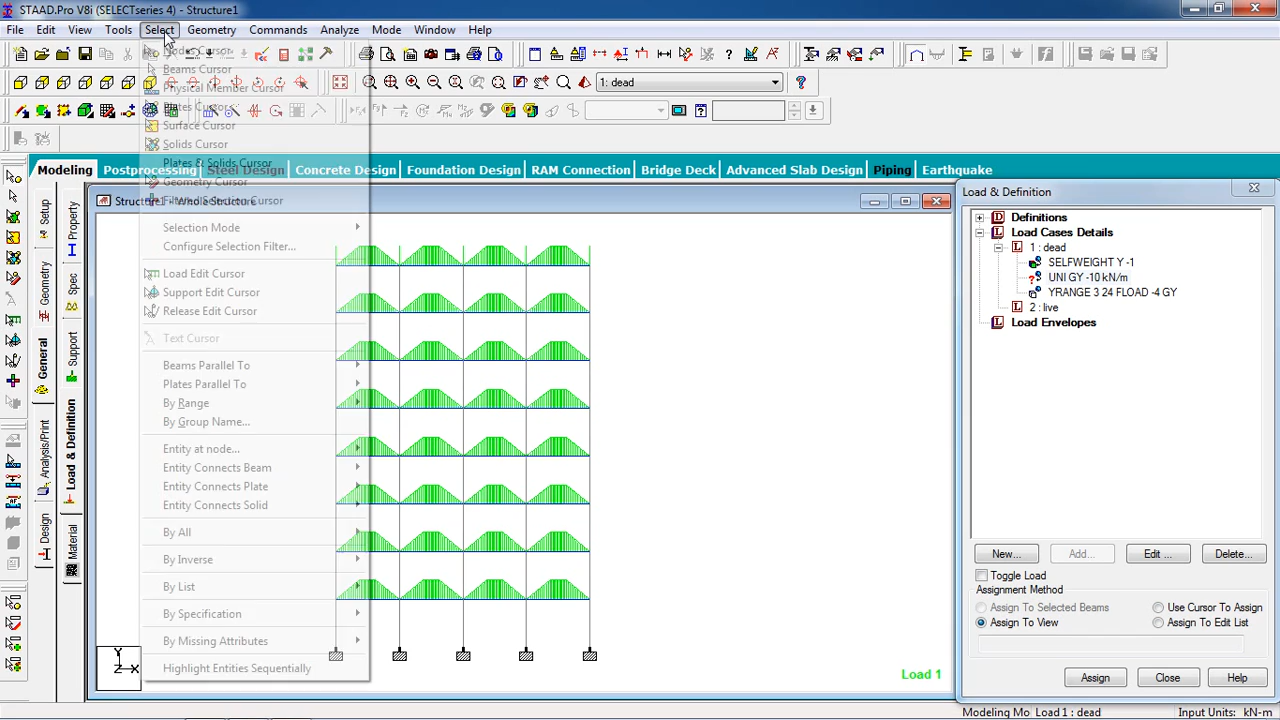 STAAD.Pro V8i (SELECTseries 4) - Structure1
File Edit View Tools Select Geometry Commands Analyze Mode Window Help
1: dead
Modeling Postprocessing Steel Design Concrete Design Foundation Design RAM Connection Bridge Deck Advanced Slab Design Piping Earthquake
Beams Cursor
Physical Member Cursor
Surface Cursor
Solids Cursor
Plates & Solids Cursor
Geometry Cursor
Filtered Selection Cursor
Selection Mode
Configure Selection Filter...
Load Edit Cursor
Support Edit Cursor
Release Edit Cursor
Text Cursor
Beams Parallel To
Plates Parallel To
By Range
By Group Name...
Entity at node...
Entity Connects Beam
Entity Connects Plate
Entity Connects Solid
By All
By Inverse
By List
By Specification
By Missing Attributes
Highlight Entities Sequentially
Setup
Geometry
General
Analysis/Print
Design
Property
Spec
Support
Load & Definition
Material
Y
Z X
Load 1
Load & Definition
Definitions
Load Cases Details
1 : dead
SELFWEIGHT Y -1
UNI GY -10 kN/m
YRANGE 3 24 FLOAD -4 GY
2 : live
Load Envelopes
New... Add... Edit ... Delete...
Toggle Load
Assignment Method
Assign To Selected Beams
Use Cursor To Assign
Assign To View
Assign To Edit List
Assign Close Help
Modeling Mo Load 1 : dead Input Units: kN-m